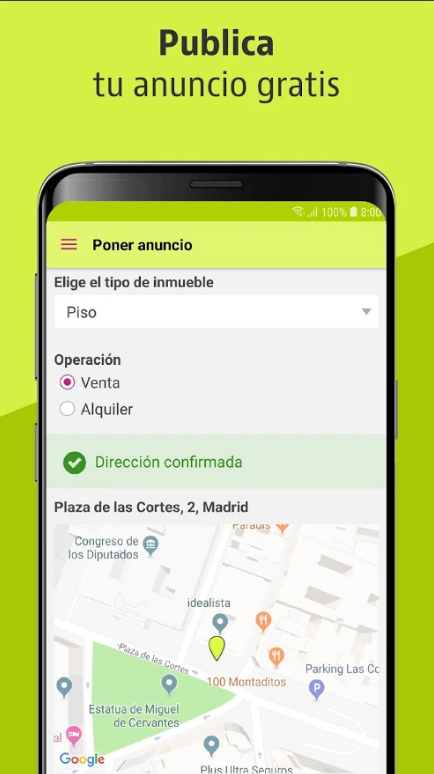 Publica
tu anuncio gratis
100% 8:00
Poner anuncio
Elige el tipo de inmueble
Piso
Operación
Venta
Alquiler
Dirección confirmada
Plaza de las Cortes, 2, Madrid
Paradis
Congreso de
los Diputados
idealista
Plaza de las Cortes
100 Montaditos
Parking Las Co
P
Estatua de Miguel
de Cervantes
al
Plus Ultra Seguros
Google